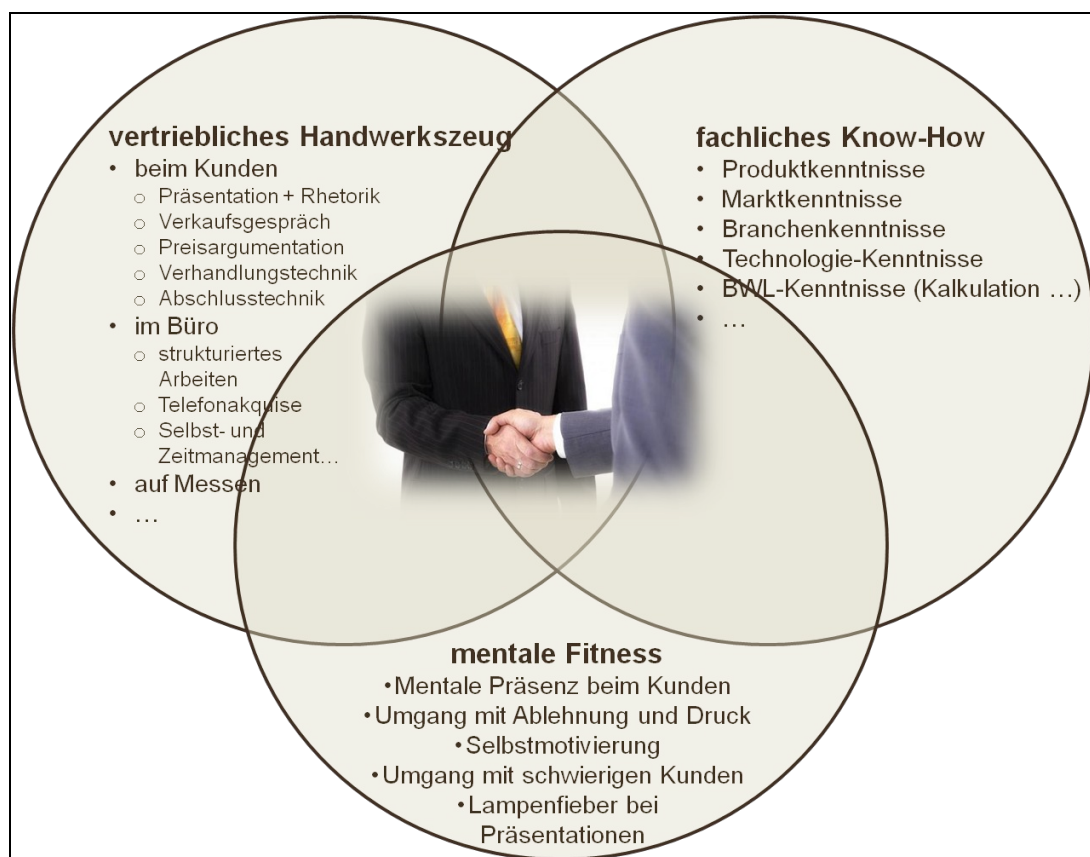 vertriebliches Handwerkszeug
• beim Kunden
o Präsentation + Rhetorik
o Verkaufsgespräch
o Preisargumentation
o Verhandlungstechnik
o Abschlusstechnik
• im Büro
o strukturiertes
Arbeiten
o Telefonakquise
o Selbst- und
Zeitmanagement…
• auf Messen
• …
fachliches Know-How
• Produktkenntnisse
• Marktkenntnisse
• Branchenkenntnisse
• Technologie-Kenntnisse
• BWL-Kenntnisse (Kalkulation …)
• …
mentale Fitness
•Mentale Präsenz beim Kunden
•Umgang mit Ablehnung und Druck
•Selbstmotivierung
•Umgang mit schwierigen Kunden
•Lampenfieber bei
Präsentationen